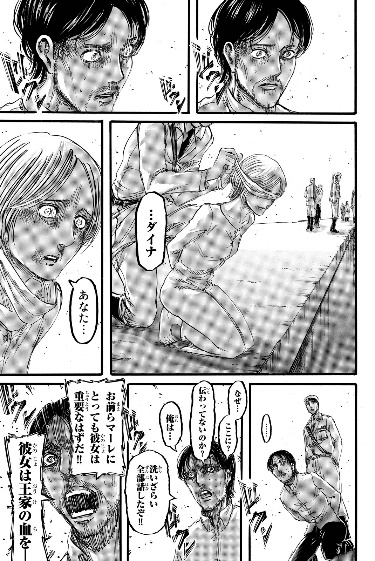 …ダイナ
あなた…
……
なぜ…
ここに?
伝わってないのか?
俺は…
洗いざらい
全部話したぞ!!
お前らマーレに
とっても彼女は
重要なはずだ!!
彼女は王家の血を──